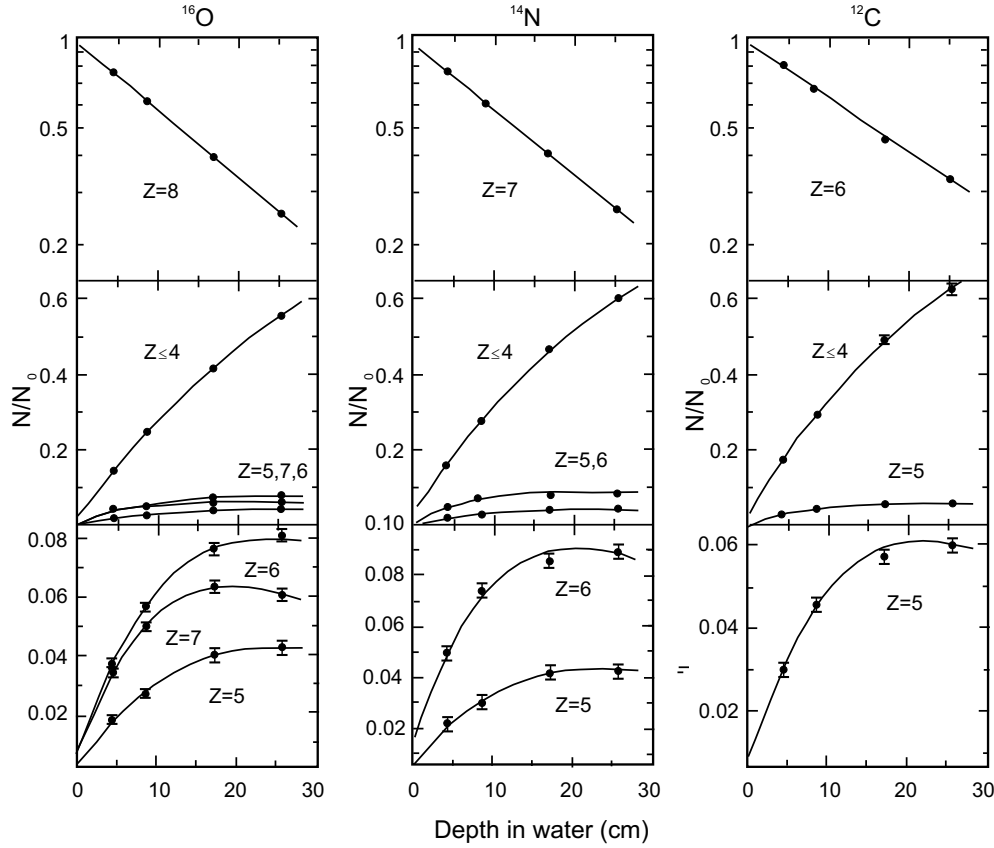 ¹⁶O
¹⁴N
¹²C
1
0.5
0.2
Z=8
1
0.5
0.2
Z=7
1
0.5
0.2
Z=6
N/N₀
0.6
0.4
0.2
Z≤4
Z=5,7,6
N/N₀
0.6
0.4
0.2
0.10
Z≤4
Z=5,6
N/N₀
0.6
0.4
0.2
Z≤4
Z=5
0.08
0.06
0.04
0.02
Z=6
Z=7
Z=5
0.08
0.06
0.04
0.02
Z=6
Z=5
0.06
0.04
0.02
Z=5
0 10 20 30
0 10 20 30
0 10 20 30
Depth in water (cm)